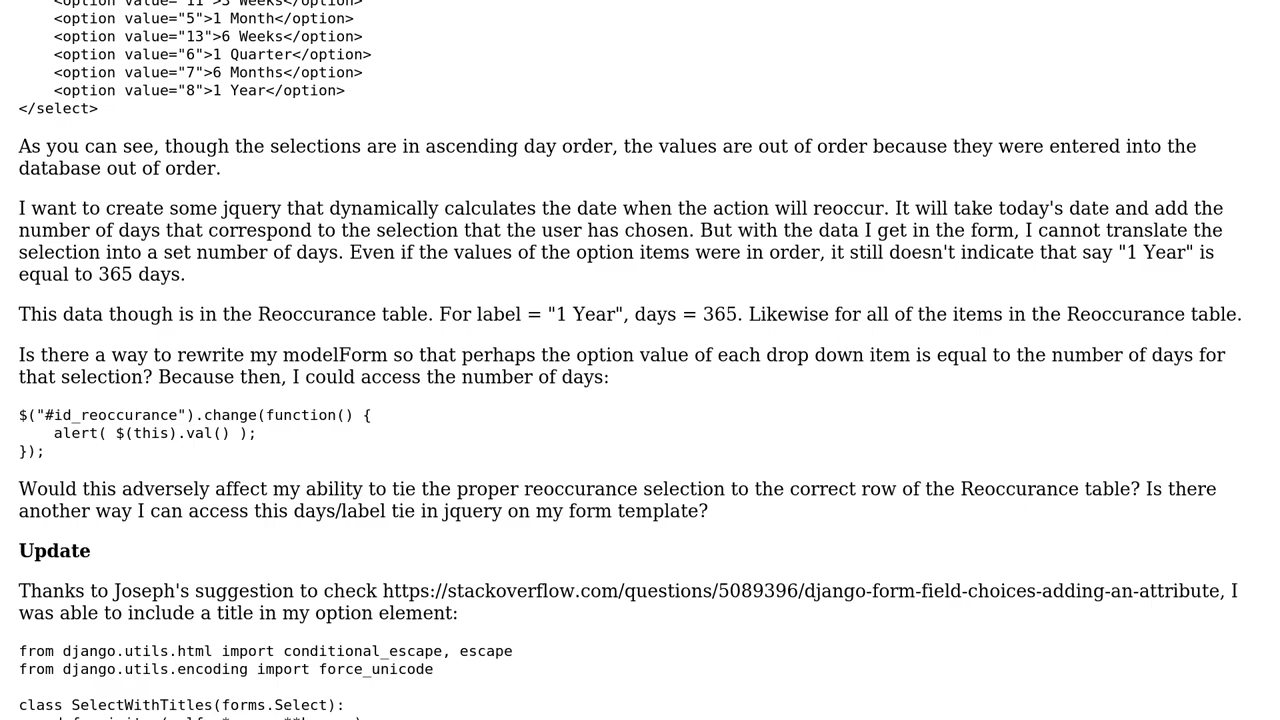 <option value="11">3 Weeks</option>
<option value="5">1 Month</option>
<option value="13">6 Weeks</option>
<option value="6">1 Quarter</option>
<option value="7">6 Months</option>
<option value="8">1 Year</option>
</select>
As you can see, though the selections are in ascending day order, the values are out of order because they were entered into the
database out of order.
I want to create some jquery that dynamically calculates the date when the action will reoccur. It will take today's date and add the
number of days that correspond to the selection that the user has chosen. But with the data I get in the form, I cannot translate the
selection into a set number of days. Even if the values of the option items were in order, it still doesn't indicate that say "1 Year" is
equal to 365 days.
This data though is in the Reoccurance table. For label = "1 Year", days = 365. Likewise for all of the items in the Reoccurance table.
Is there a way to rewrite my modelForm so that perhaps the option value of each drop down item is equal to the number of days for
that selection? Because then, I could access the number of days:
$("#id_reoccurance").change(function() {
alert( $(this).val() );
});
Would this adversely affect my ability to tie the proper reoccurance selection to the correct row of the Reoccurance table? Is there
another way I can access this days/label tie in jquery on my form template?
Update
Thanks to Joseph's suggestion to check https://stackoverflow.com/questions/5089396/django-form-field-choices-adding-an-attribute, I
was able to include a title in my option element:
from django.utils.html import conditional_escape, escape
from django.utils.encoding import force_unicode
class SelectWithTitles(forms.Select):